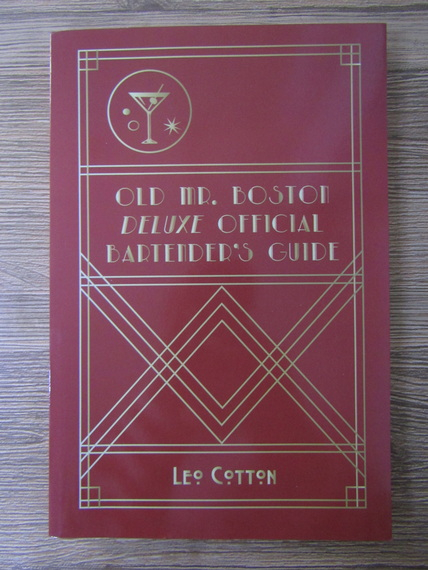 OLD MR. BOSTON
DELUXE OFFICIAL
BARTENDER'S GUIDE
LEO COTTON